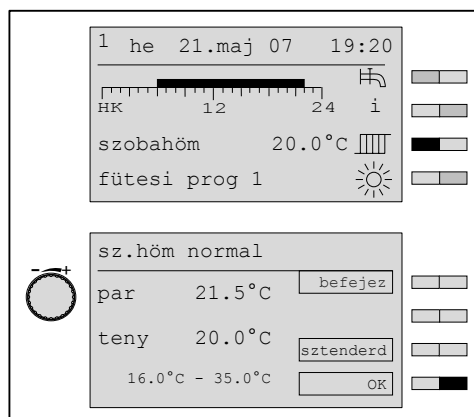 1 he 21.maj 07 19:20
HK 12 24 i
szobahöm 20.0°C
fütesi prog 1
sz.höm normal
befejez
- +
par 21.5°C
teny 20.0°C
sztenderd
16.0°C - 35.0°C OK